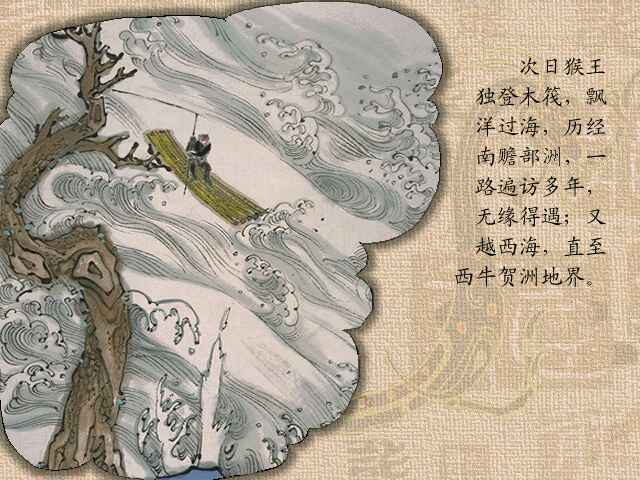 次日猴王
独登木筏，飘
洋过海，历经
南赡部洲，一
路遍访多年，
无缘得遇；又
越西海，直至
西牛贺洲地界。